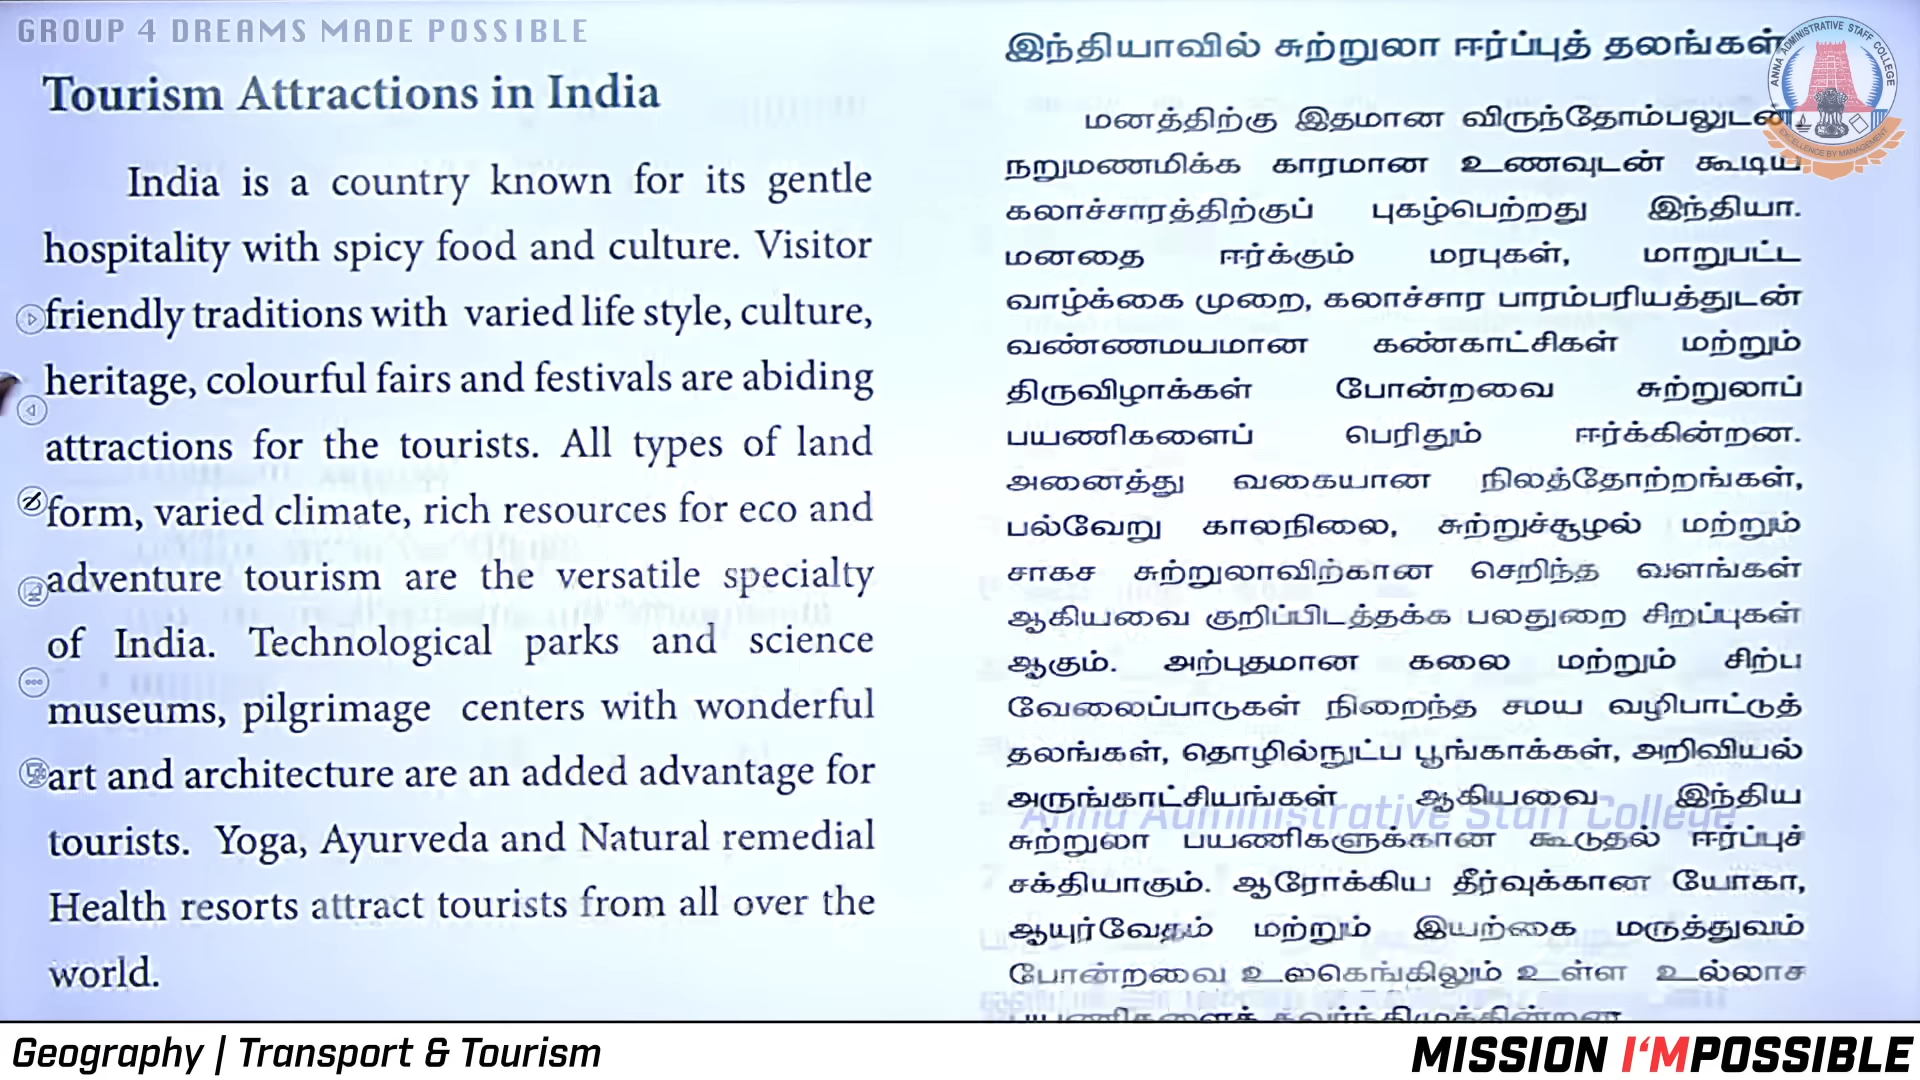 GROUP 4 DREAMS MADE POSSIBLE
Tourism Attractions in India
India is a country known for its gentle
hospitality with spicy food and culture. Visitor
friendly traditions with varied life style, culture,
heritage, colourful fairs and festivals are abiding
attractions for the tourists. All types of land
form, varied climate, rich resources for eco and
adventure tourism are the versatile specialty
of India. Technological parks and science
museums, pilgrimage centers with wonderful
art and architecture are an added advantage for
tourists. Yoga, Ayurveda and Natural remedial
Health resorts attract tourists from all over the
world.
இந்தியாவில் சுற்றுலா ஈர்ப்புத் தலங்கள்
மனத்திற்கு இதமான விருந்தோம்பலுடன்
நறுமணமிக்க காரமான உணவுடன் கூடிய
கலாச்சாரத்திற்குப் புகழ்பெற்றது இந்தியா.
மனதை ஈர்க்கும் மரபுகள், மாறுபட்ட
வாழ்க்கை முறை, கலாச்சார பாரம்பரியத்துடன்
வண்ணமயமான கண்காட்சிகள் மற்றும்
திருவிழாக்கள் போன்றவை சுற்றுலாப்
பயணிகளைப் பெரிதும் ஈர்க்கின்றன.
அனைத்து வகையான நிலத்தோற்றங்கள்,
பல்வேறு காலநிலை, சுற்றுச்சூழல் மற்றும்
சாகச சுற்றுலாவிற்கான செறிந்த வளங்கள்
ஆகியவை குறிப்பிடத்தக்க பலதுறை சிறப்புகள்
ஆகும். அற்புதமான கலை மற்றும் சிற்ப
வேலைப்பாடுகள் நிறைந்த சமய வழிபாட்டுத்
தலங்கள், தொழில்நுட்ப பூங்காக்கள், அறிவியல்
அருங்காட்சியங்கள் ஆகியவை இந்திய
சுற்றுலா பயணிகளுக்கான கூடுதல் ஈர்ப்புச்
சக்தியாகும். ஆரோக்கிய தீர்வுக்கான யோகா,
ஆயுர்வேதம் மற்றும் இயற்கை மருத்துவம்
போன்றவை உலகெங்கிலும் உள்ள உல்லாச
பயணிகளைக்
Anna Administrative Staff College
ANNA ADMINISTRATIVE STAFF COLLEGE
EXCELLENCE BY MANAGEMENT
Geography | Transport & Tourism
MISSION I'MPOSSIBLE